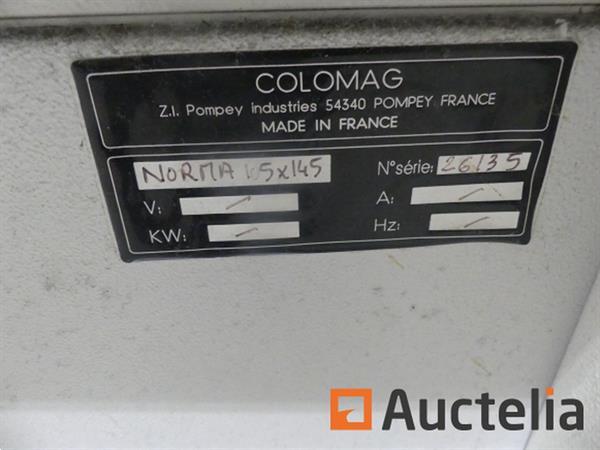 COLOMAG
Z.I. Pompey industries 54340 POMPEY FRANCE
MADE IN FRANCE
NORMA 105x145 N°série: 26135
V: / A: /
KW: / Hz: /
Auctelia